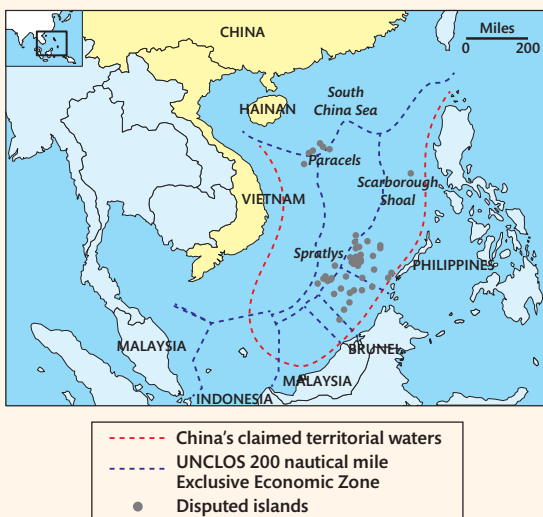 CHINA
Miles
0 200
HAINAN
South
China Sea
Paracels
Scarborough
Shoal
VIETNAM
Spratlys
PHILIPPINES
MALAYSIA
BRUNEI
MALAYSIA
INDONESIA
China's claimed territorial waters
UNCLOS 200 nautical mile
Exclusive Economic Zone
Disputed islands